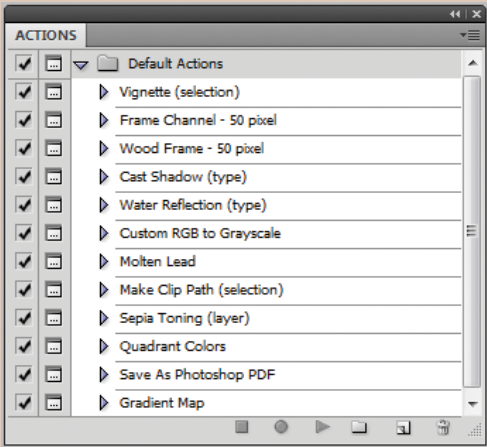 ACTIONS
Default Actions
Vignette (selection)
Frame Channel - 50 pixel
Wood Frame - 50 pixel
Cast Shadow (type)
Water Reflection (type)
Custom RGB to Grayscale
Molten Lead
Make Clip Path (selection)
Sepia Toning (layer)
Quadrant Colors
Save As Photoshop PDF
Gradient Map